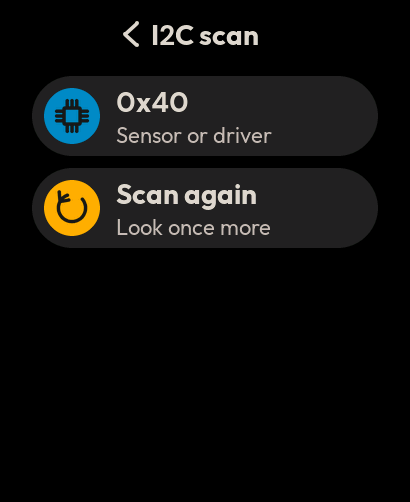 I2C scan
0x40
Sensor or driver
Scan again
Look once more